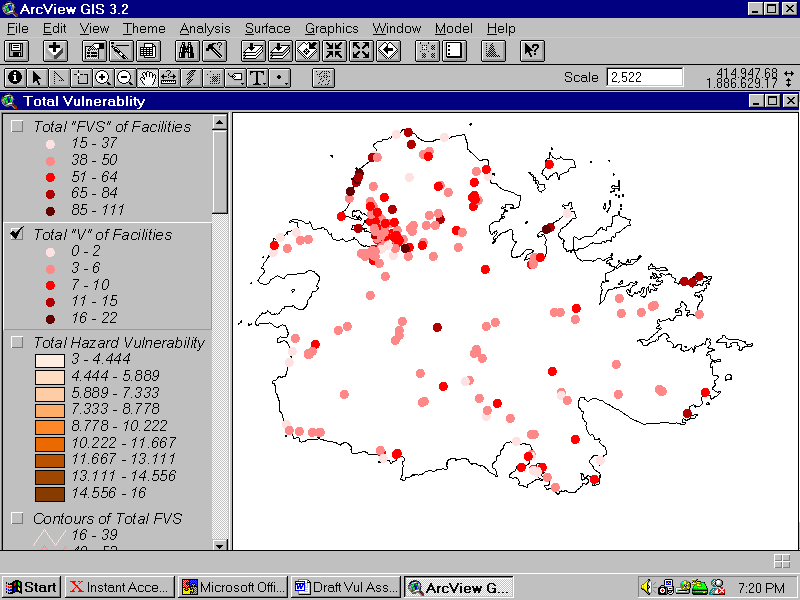 ArcView GIS 3.2
File Edit View Theme Analysis Surface Graphics Window Model Help
Scale 2,522 414,947.68
1,886,629.17
Total Vulnerablity
Total "FVS" of Facilities
15 - 37
38 - 50
51 - 64
65 - 84
85 - 111
Total "V" of Facilities
0 - 2
3 - 6
7 - 10
11 - 15
16 - 22
Total Hazard Vulnerability
3 - 4.444
4.444 - 5.889
5.889 - 7.333
7.333 - 8.778
8.778 - 10.222
10.222 - 11.667
11.667 - 13.111
13.111 - 14.556
14.556 - 16
Contours of Total FVS
16 - 39
Start Instant Acce... Microsoft Offi... Draft Vul Ass... ArcView G... 7:20 PM